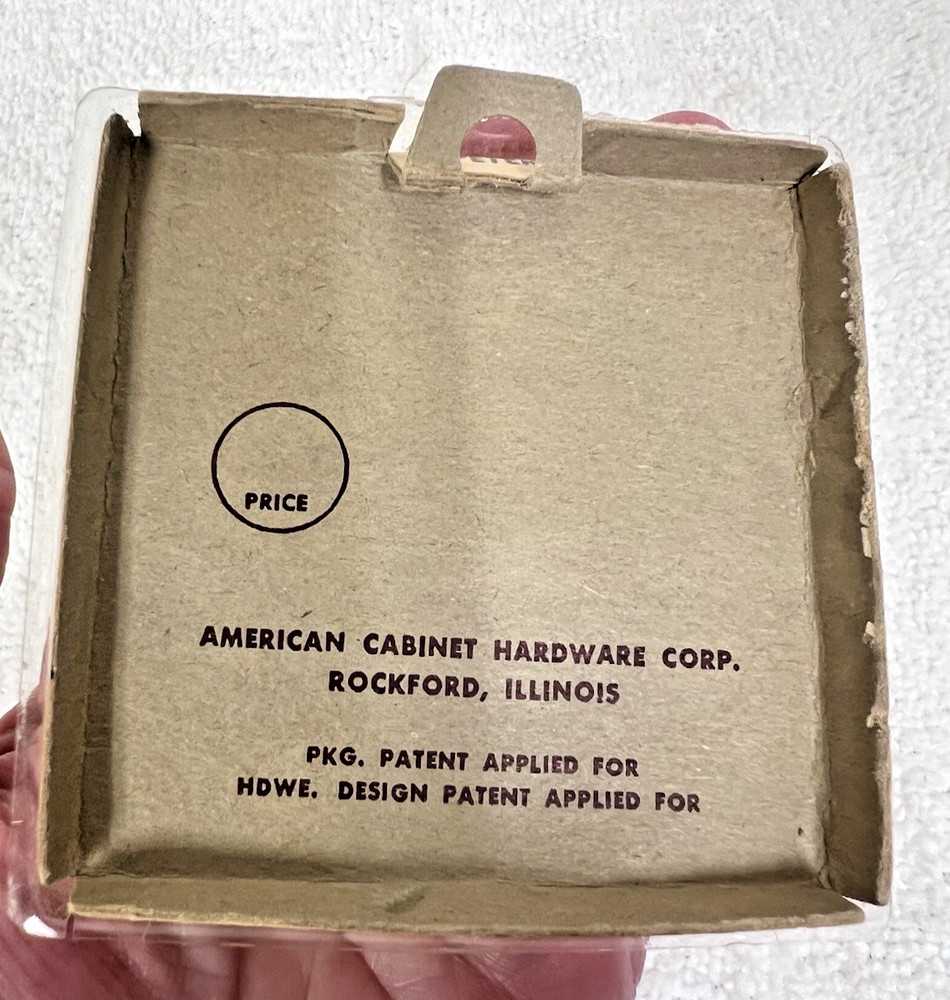 PRICE
AMERICAN CABINET HARDWARE CORP.
ROCKFORD, ILLINOIS
PKG. PATENT APPLIED FOR
HDWE. DESIGN PATENT APPLIED FOR